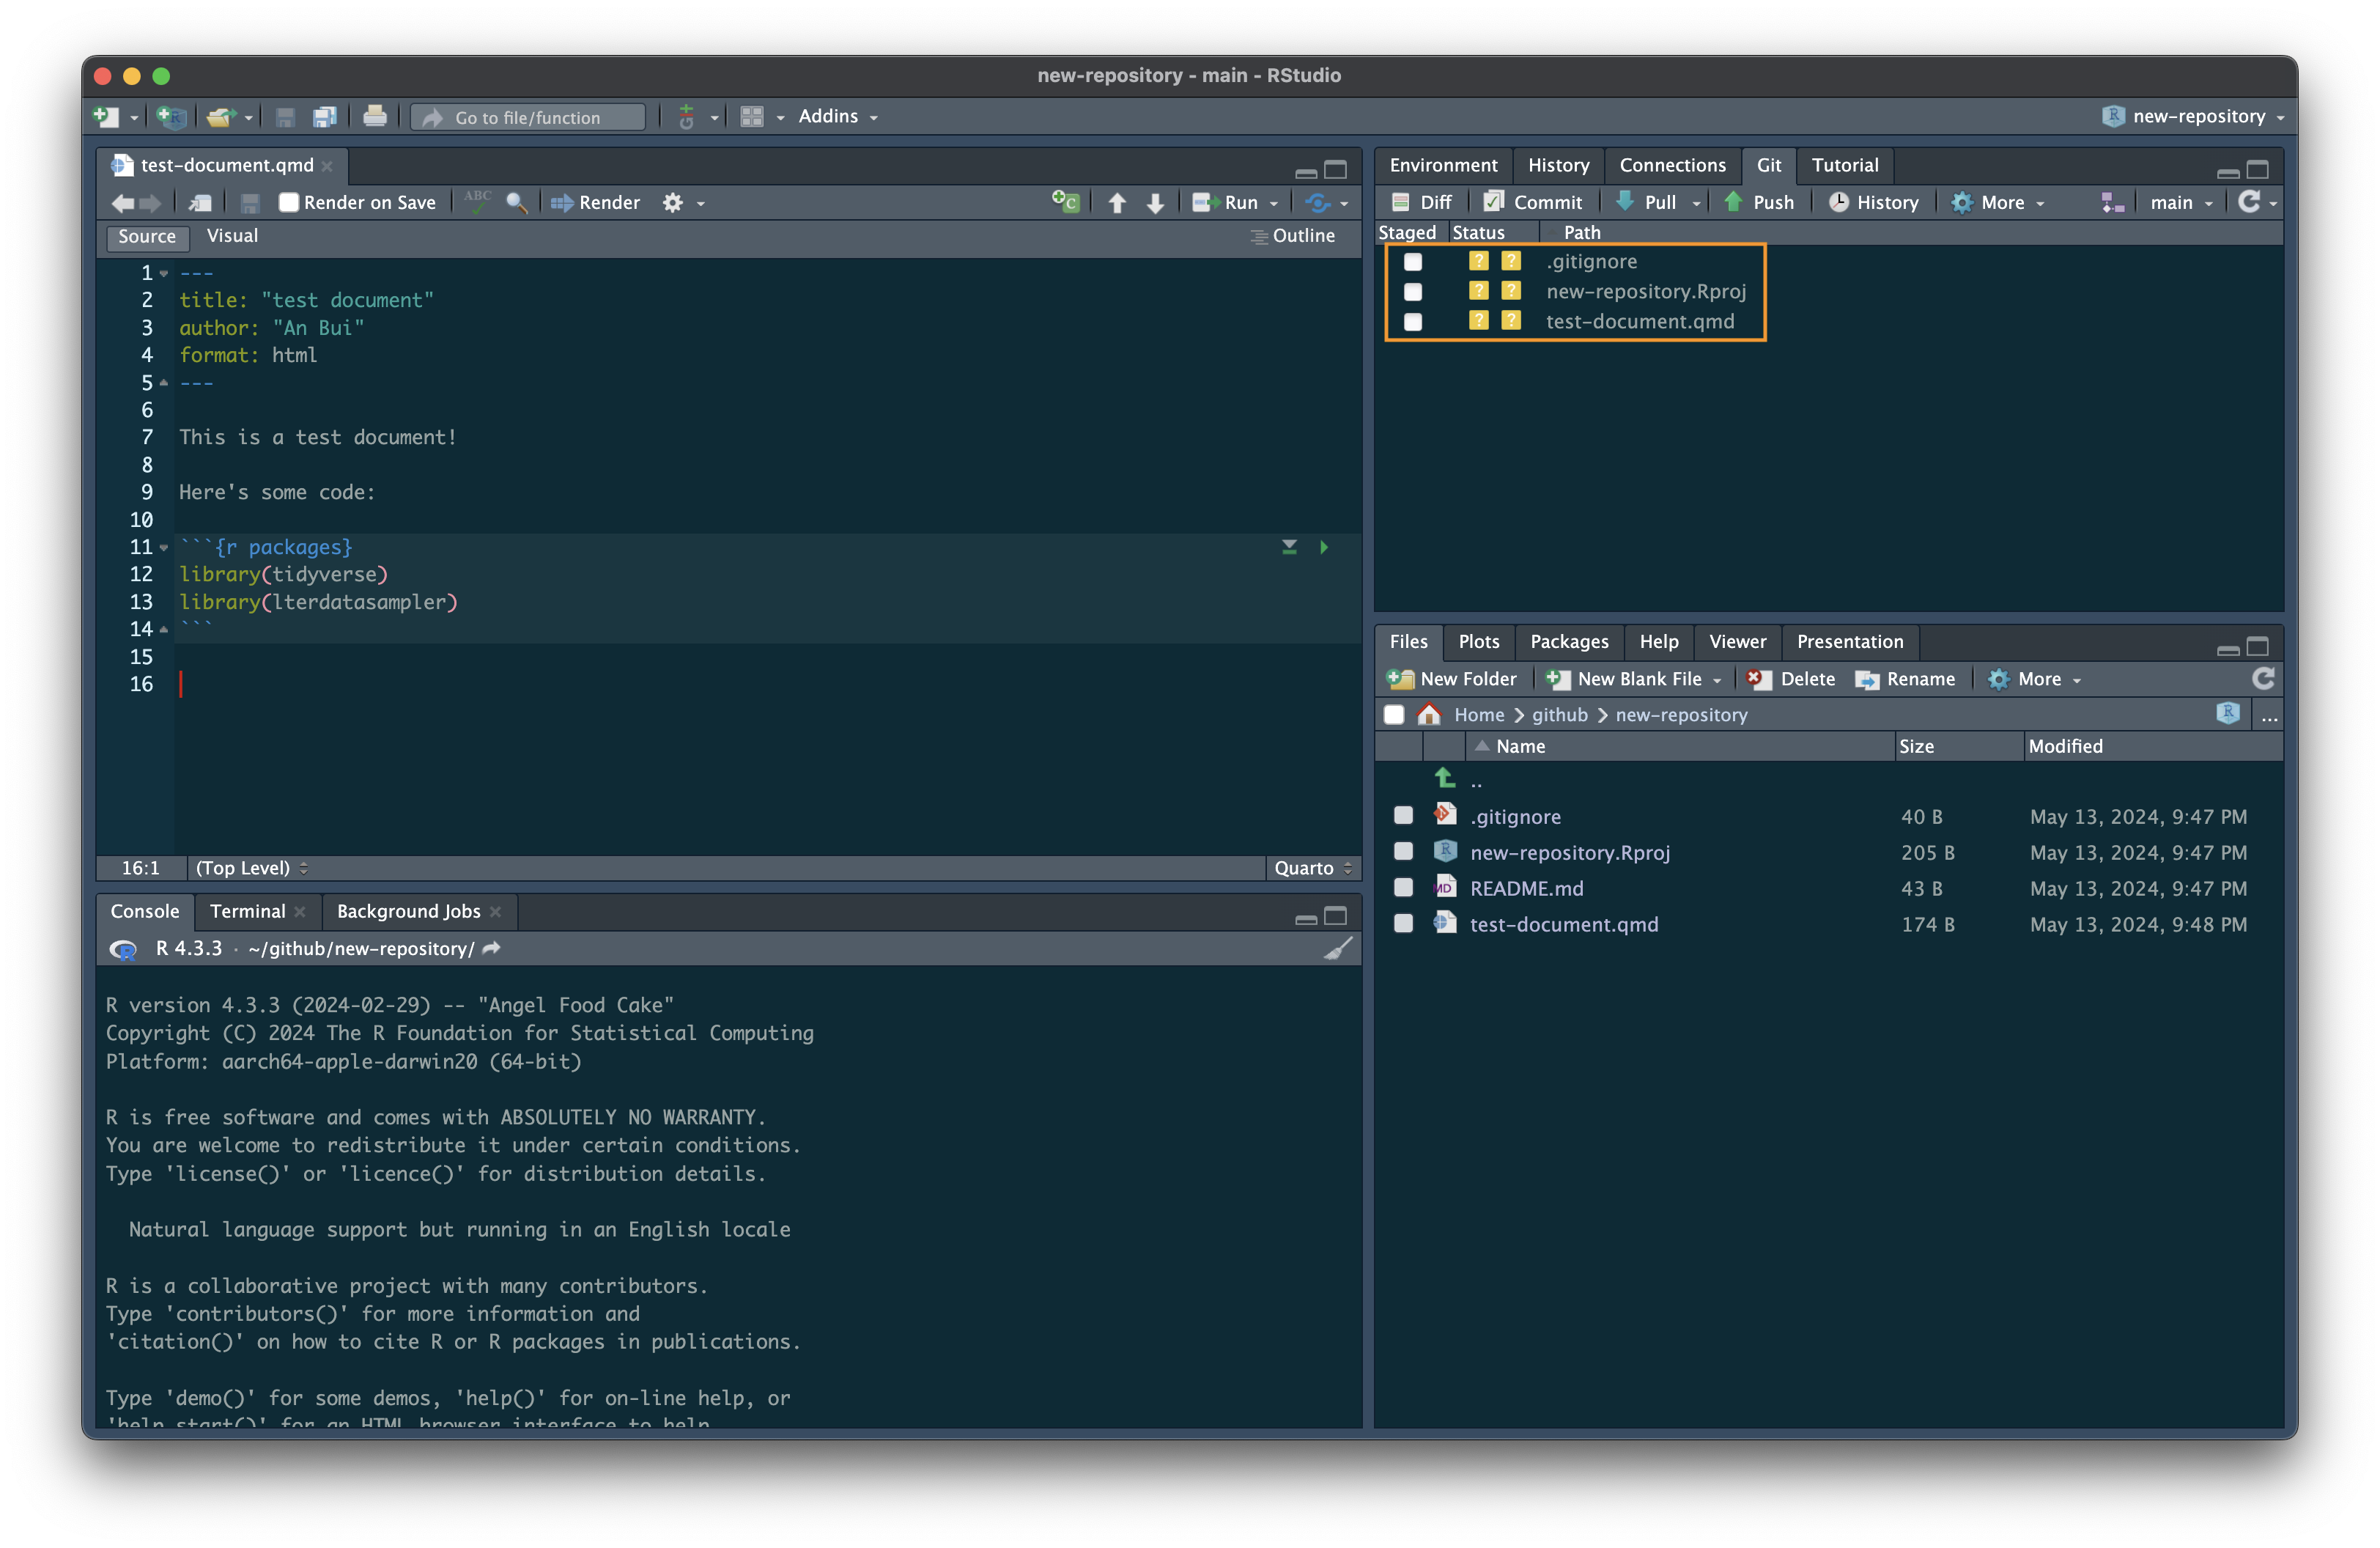 new-repository - main - RStudio
Go to file/function
Addins
new-repository
test-document.qmd
Render on Save
ABC
Render
Run
Source
Visual
Outline
1 ---
2 title: "test document"
3 author: "An Bui"
4 format: html
5 ---
6
7 This is a test document!
8
9 Here's some code:
10
11 ```{r packages}
12 library(tidyverse)
13 library(lterdatasampler)
14 ```
15
16
16:1 (Top Level) Quarto
Console Terminal Background Jobs
R 4.3.3 · ~/github/new-repository/
R version 4.3.3 (2024-02-29) -- "Angel Food Cake"
Copyright (C) 2024 The R Foundation for Statistical Computing
Platform: aarch64-apple-darwin20 (64-bit)
R is free software and comes with ABSOLUTELY NO WARRANTY.
You are welcome to redistribute it under certain conditions.
Type 'license()' or 'licence()' for distribution details.
Natural language support but running in an English locale
R is a collaborative project with many contributors.
Type 'contributors()' for more information and
'citation()' on how to cite R or R packages in publications.
Type 'demo()' for some demos, 'help()' for on-line help, or
'help.start()' for an HTML browser interface to help.
Environment History Connections Git Tutorial
Diff Commit Pull Push History More main
Staged Status Path
? ? .gitignore
? ? new-repository.Rproj
? ? test-document.qmd
Files Plots Packages Help Viewer Presentation
New Folder New Blank File Delete Rename More
Home github new-repository R ...
Name Size Modified
..
.gitignore 40 B May 13, 2024, 9:47 PM
R new-repository.Rproj 205 B May 13, 2024, 9:47 PM
MD README.md 43 B May 13, 2024, 9:47 PM
test-document.qmd 174 B May 13, 2024, 9:48 PM